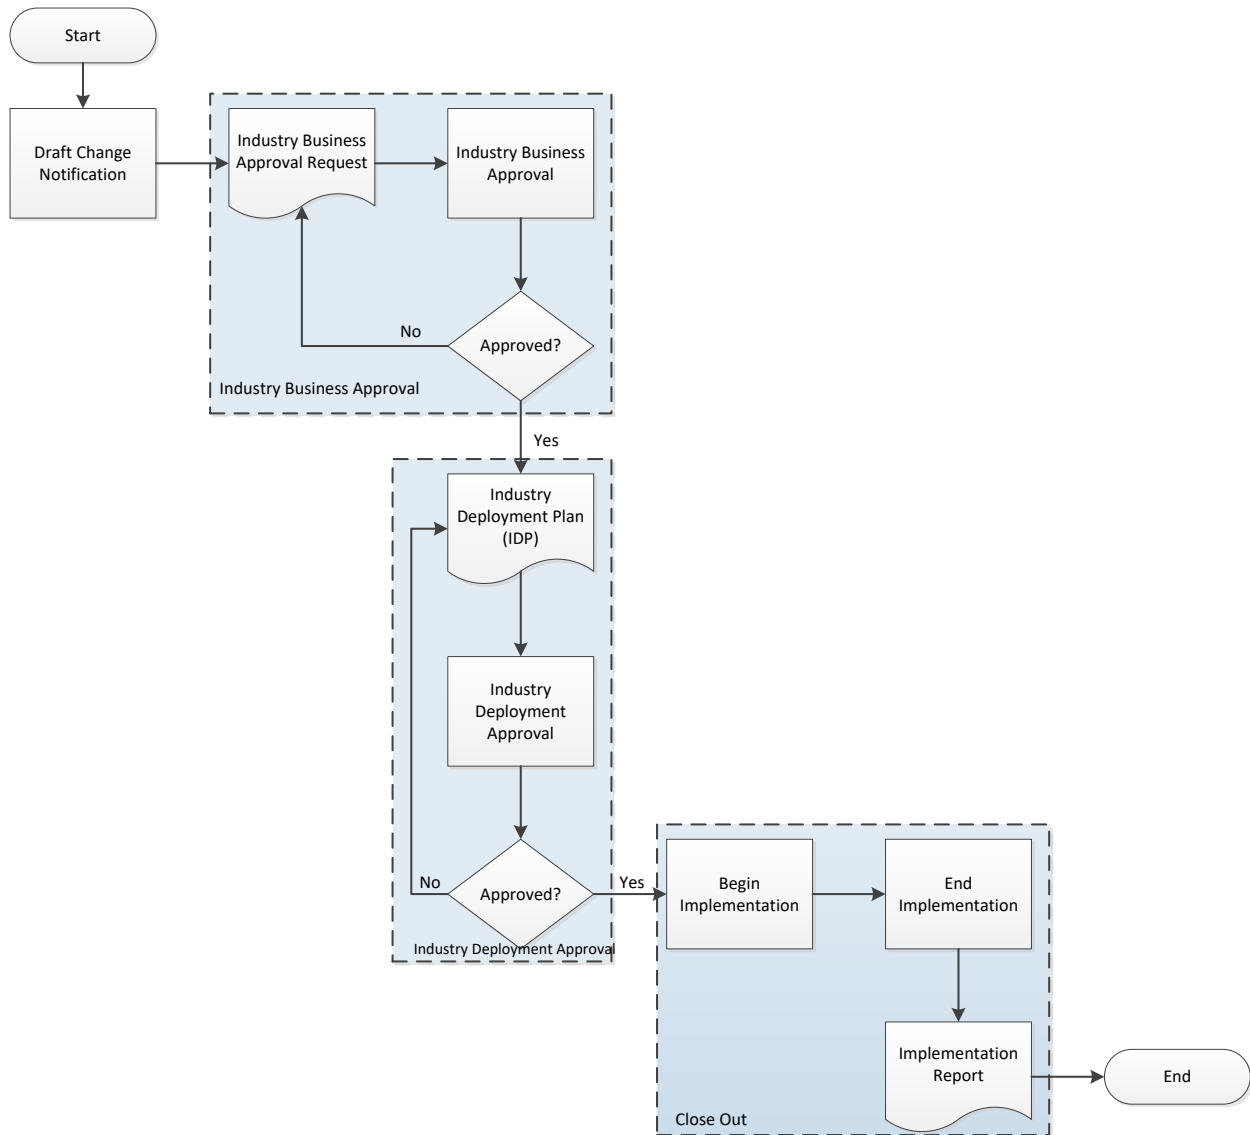 Start
Draft Change
Notification
Industry Business
Approval Request
Industry Business
Approval
Approved?
No
Industry Business Approval
Yes
Industry
Deployment Plan
(IDP)
Industry
Deployment
Approval
Approved?
No
Yes
Industry Deployment Approval
Begin
Implementation
End
Implementation
Implementation
Report
End
Close Out